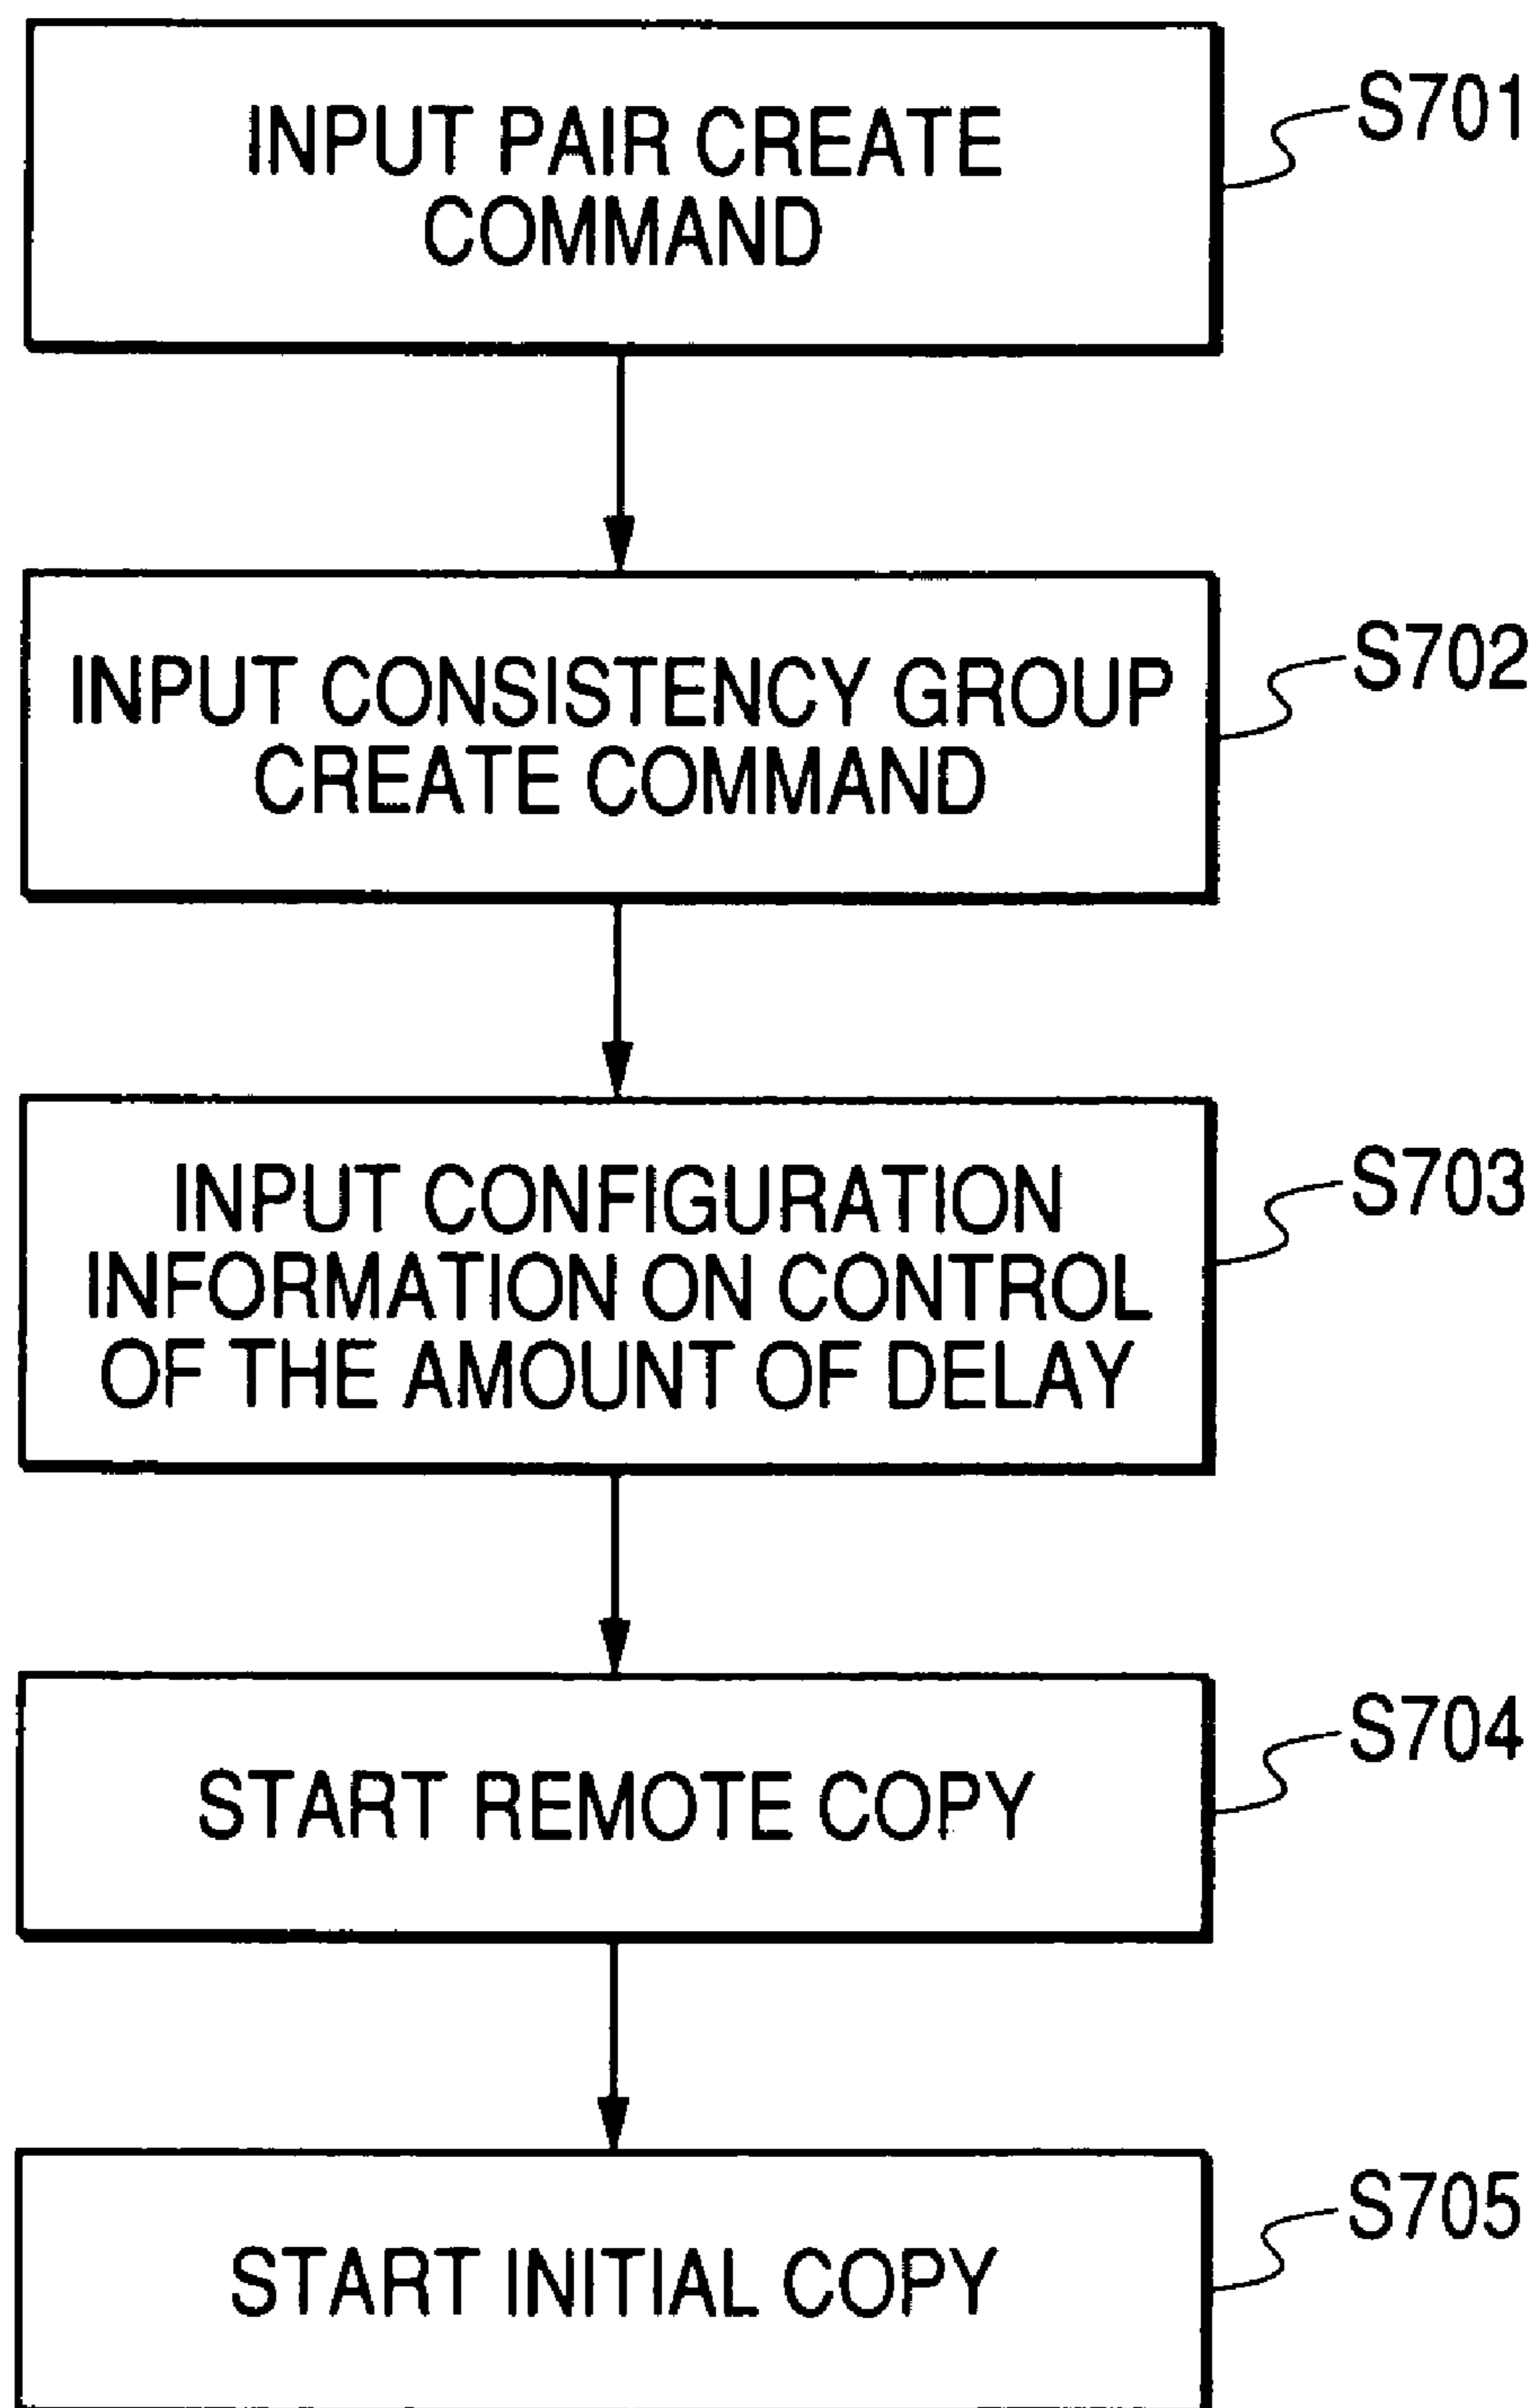 INPUT PAIR CREATE
COMMAND
S701
INPUT CONSISTENCY GROUP
CREATE COMMAND
S702
INPUT CONFIGURATION
INFORMATION ON CONTROL
OF THE AMOUNT OF DELAY
S703
START REMOTE COPY
S704
START INITIAL COPY
S705